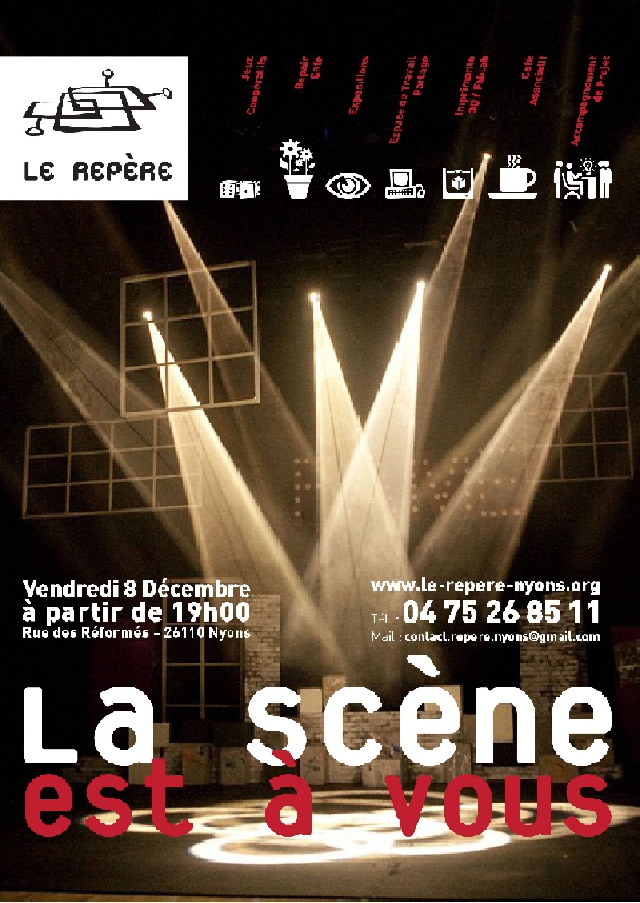 Jeux
Coopératifs
Repair
Café
Expositions
Espace de Travail
Partagé
Imprimante
3D / Fablab
Café
Associatif
Accompagnement
de Projet
LE REPÈRE
Vendredi 8 Décembre
à partir de 19h00
Rue des Réformés - 26110 Nyons
www.le-repere-nyons.org
Tél - 04 75 26 85 11
Mail : contact.repere.nyons@gmail.com
La scène
est à vous